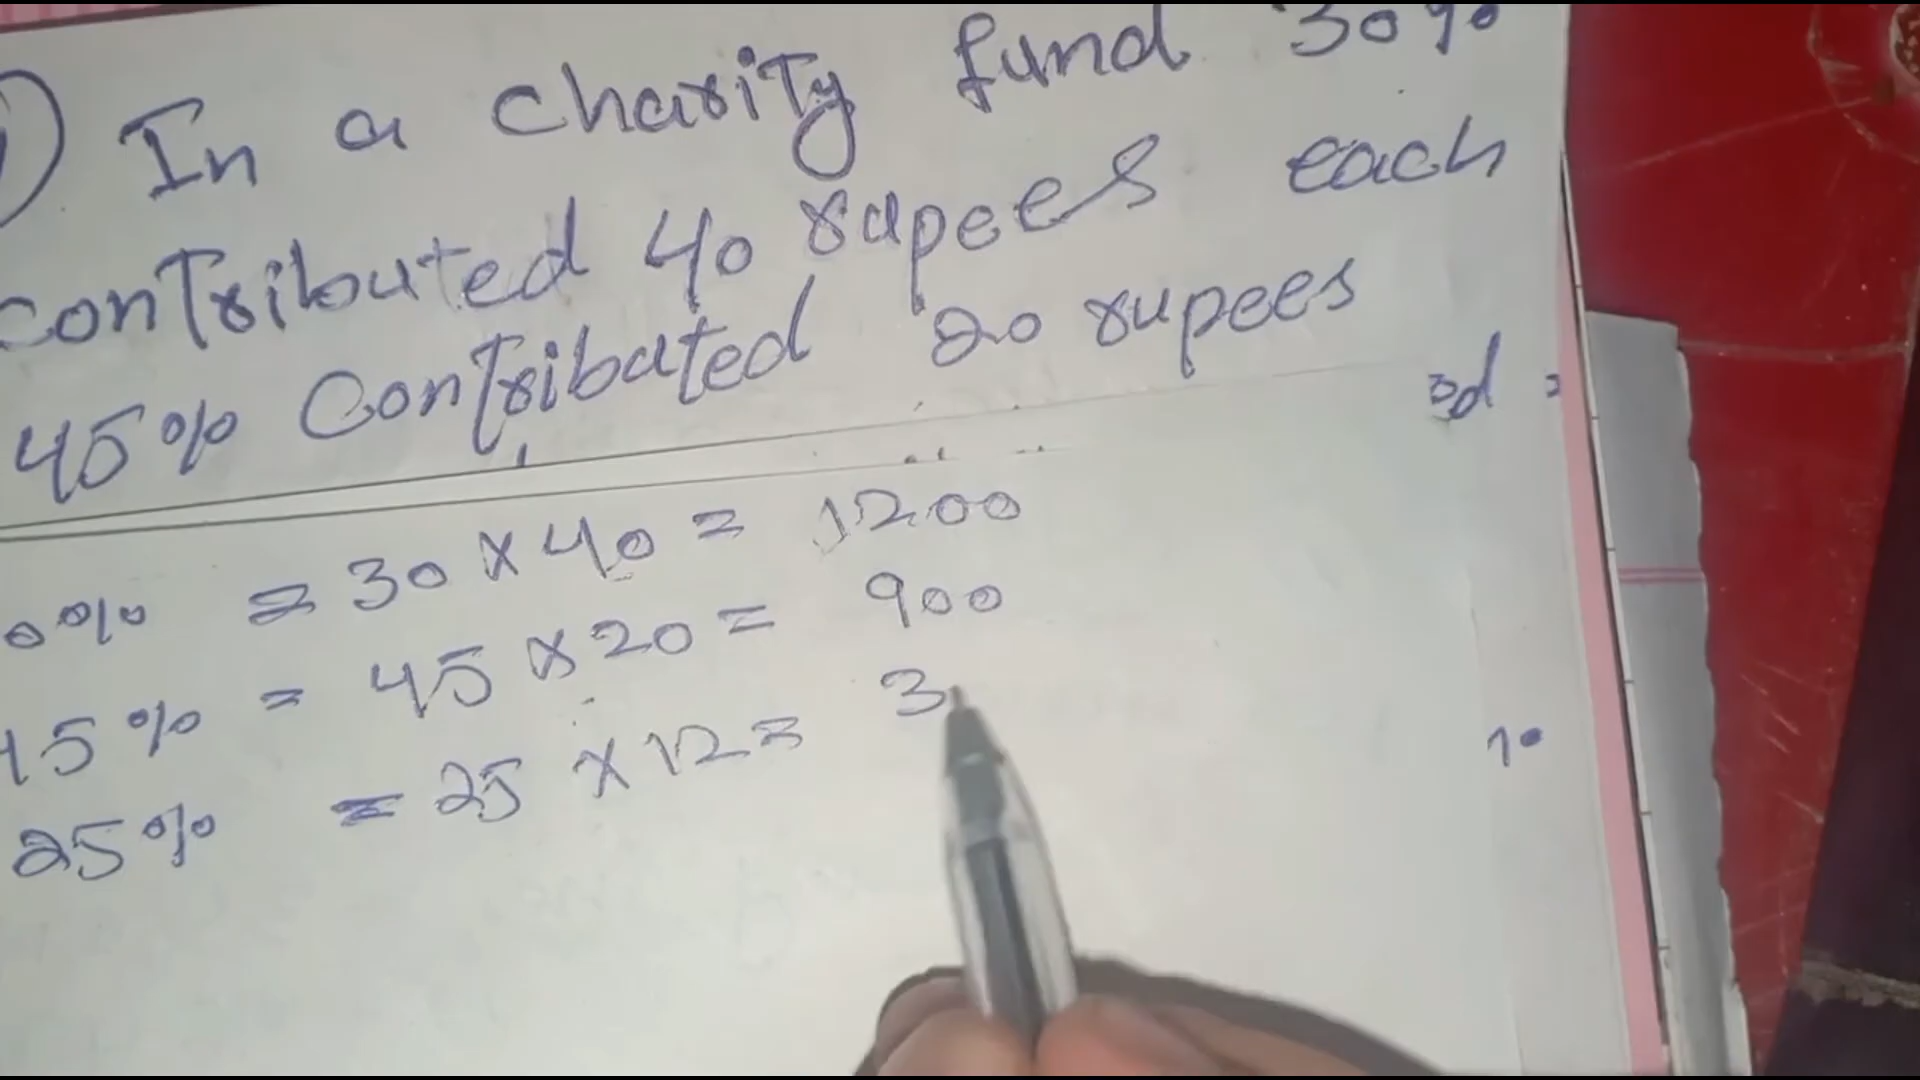 In a charity fund 30%
contributed 40 rupees each
45% Contributed 20 rupees
0% = 30 x 40 = 1200
45% = 45 x 20 = 900
25% = 25 x 12 = 3